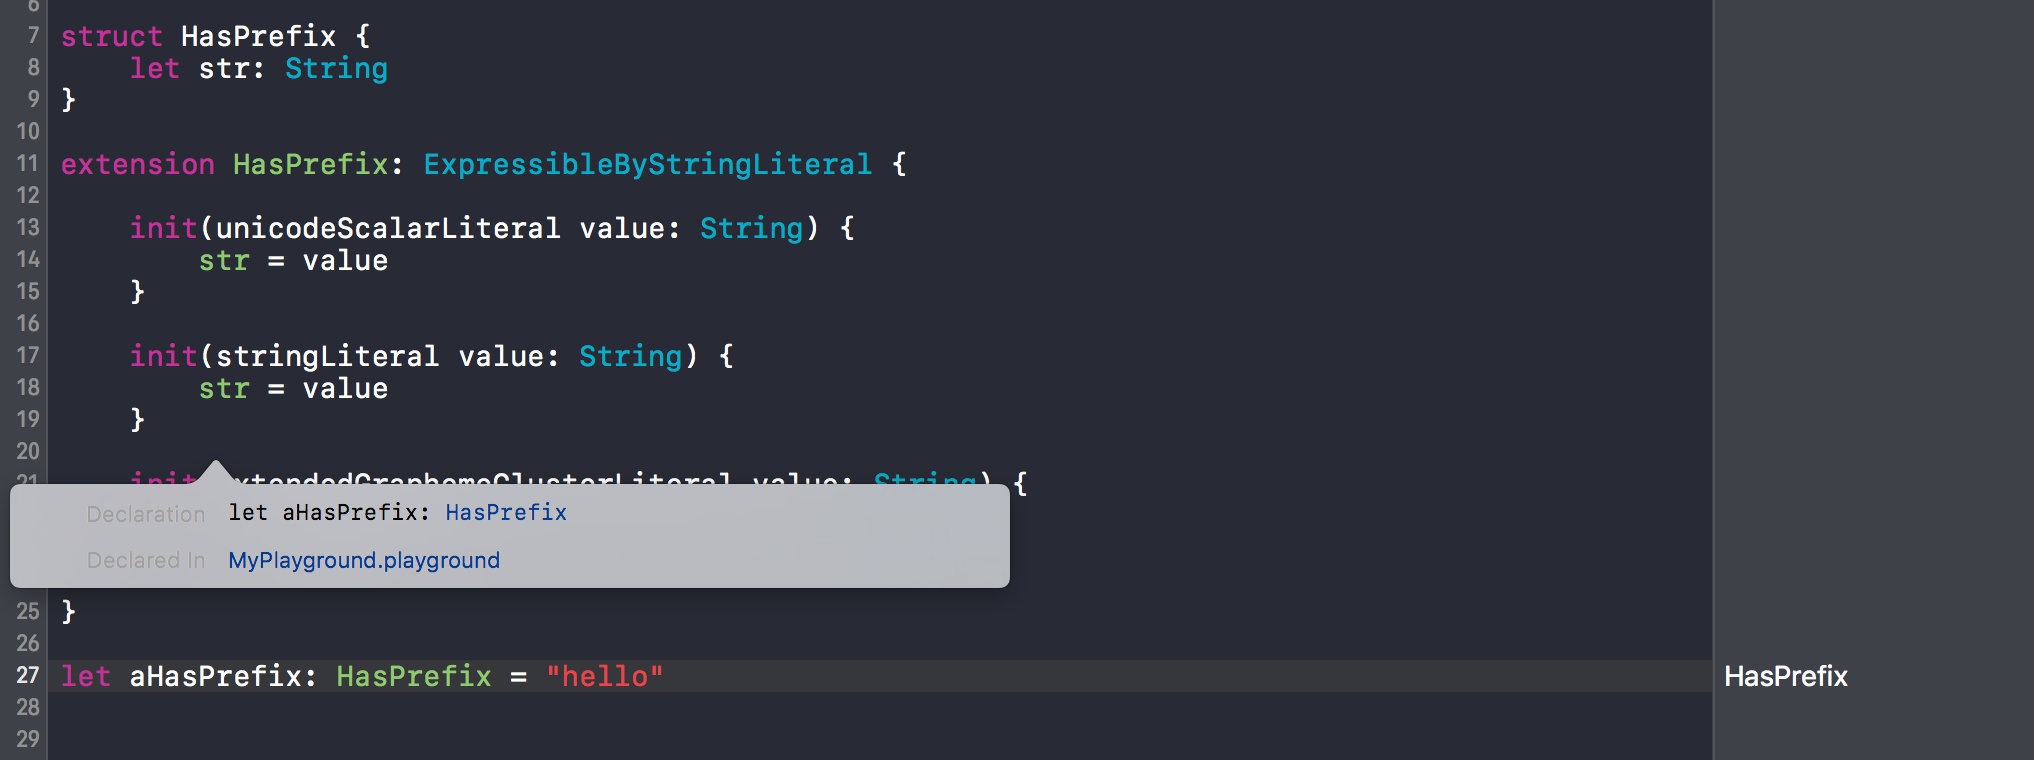 6
7 struct HasPrefix {
8 let str: String
9 }
10
11 extension HasPrefix: ExpressibleByStringLiteral {
12
13 init(unicodeScalarLiteral value: String) {
14 str = value
15 }
16
17 init(stringLiteral value: String) {
18 str = value
19 }
20
21 init extendedGraphemeClusterLiteral value: String) {
Declaration let aHasPrefix: HasPrefix
Declared In MyPlayground.playground
25 }
26
27 let aHasPrefix: HasPrefix = "hello" HasPrefix
28
29